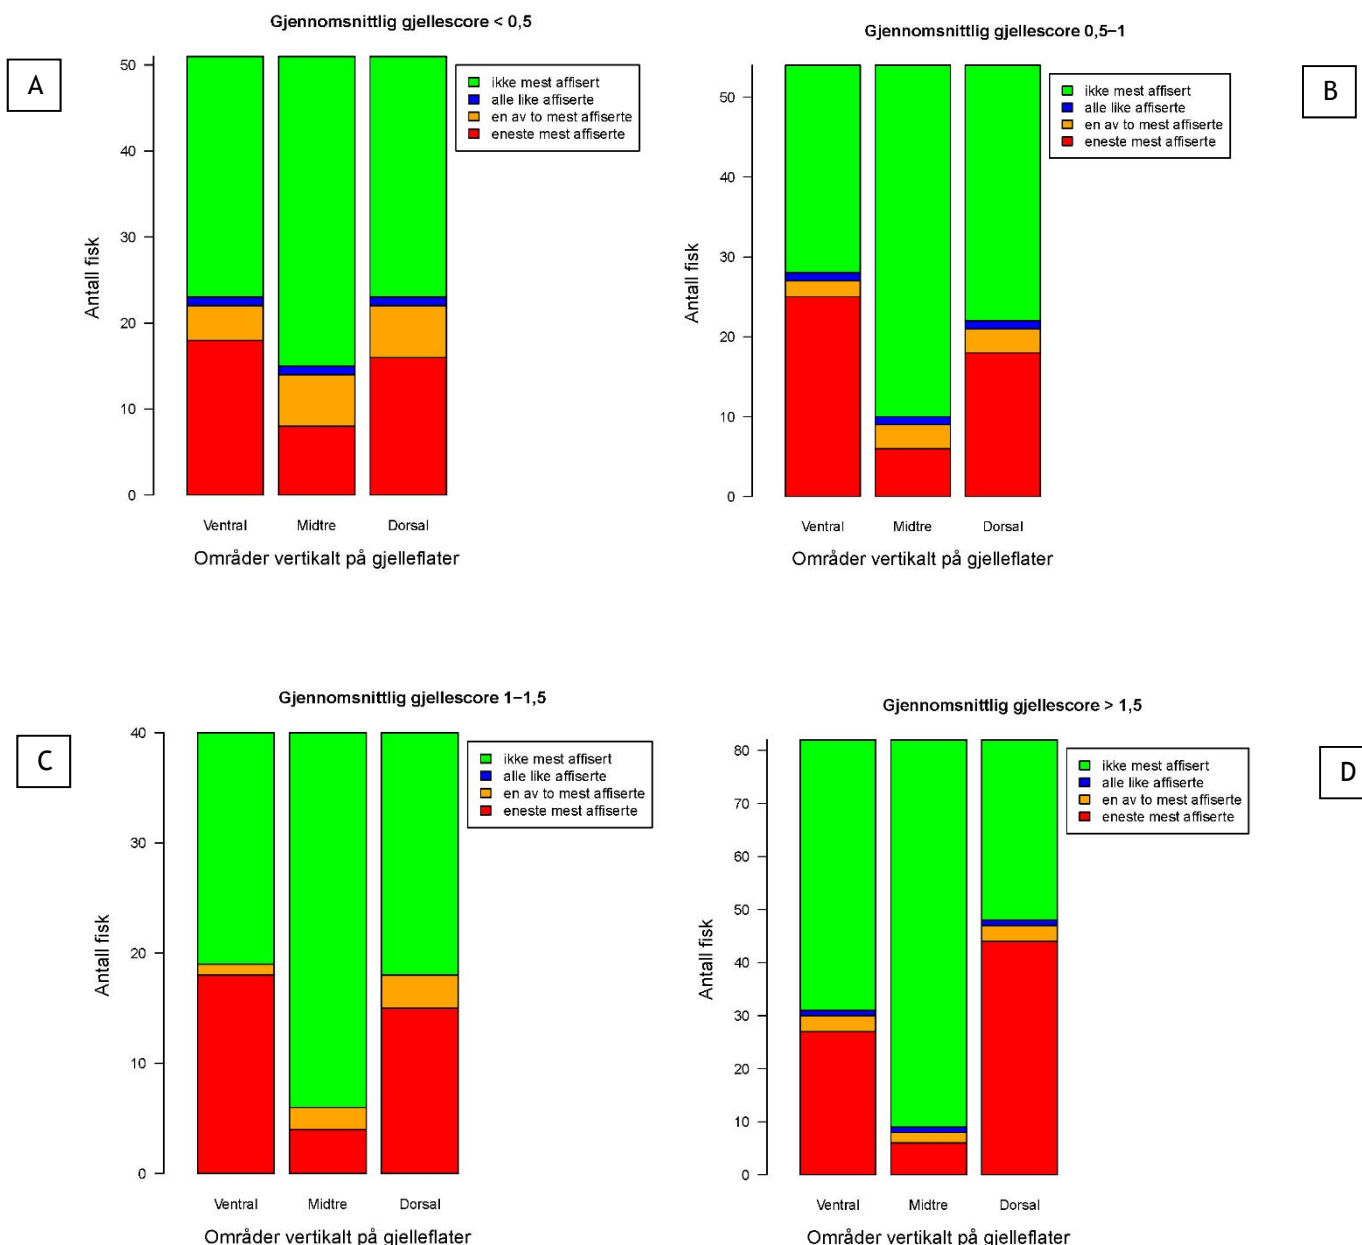 A
Gjennomsnittlig gjellescore < 0,5
ikke mest affisert
alle like affiserte
en av to mest affiserte
eneste mest affiserte
Antall fisk
50
40
30
20
10
0
Ventral Midtre Dorsal
Områder vertikalt på gjelleflater
B
Gjennomsnittlig gjellescore 0,5−1
ikke mest affisert
alle like affiserte
en av to mest affiserte
eneste mest affiserte
Antall fisk
50
40
30
20
10
0
Ventral Midtre Dorsal
Områder vertikalt på gjelleflater
C
Gjennomsnittlig gjellescore 1−1,5
ikke mest affisert
alle like affiserte
en av to mest affiserte
eneste mest affiserte
Antall fisk
40
30
20
10
0
Ventral Midtre Dorsal
Områder vertikalt på gjelleflater
D
Gjennomsnittlig gjellescore > 1,5
ikke mest affisert
alle like affiserte
en av to mest affiserte
eneste mest affiserte
Antall fisk
80
70
60
50
40
30
20
10
0
Ventral Midtre Dorsal
Områder vertikalt på gjelleflater